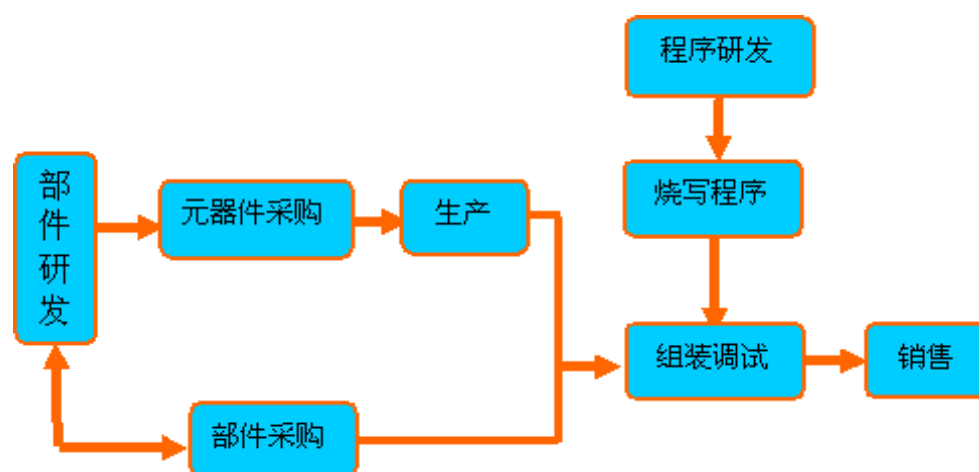 程序研发
部件研发
元器件采购
生产
烧写程序
组装调试
销售
部件采购